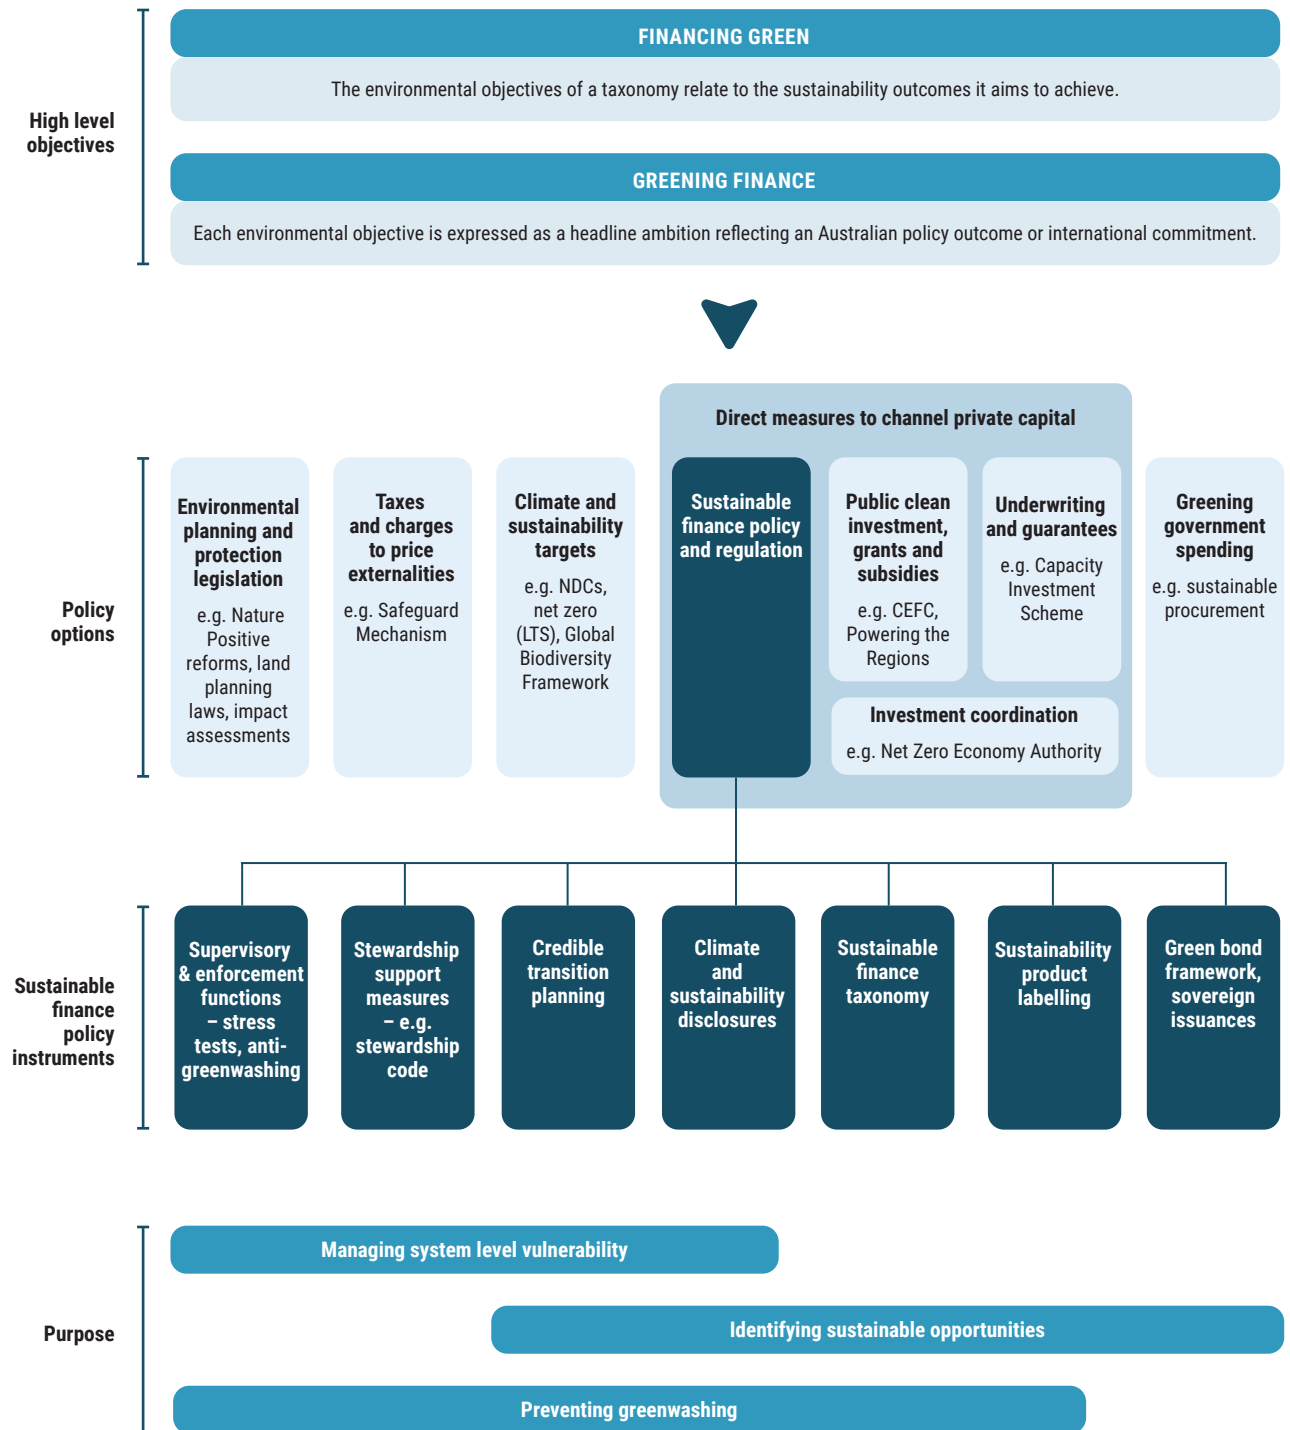 FINANCING GREEN
The environmental objectives of a taxonomy relate to the sustainability outcomes it aims to achieve.
High level
objectives
GREENING FINANCE
Each environmental objective is expressed as a headline ambition reflecting an Australian policy outcome or international commitment.
Direct measures to channel private capital
Policy
options
Environmental
planning and
protection
legislation
e.g. Nature
Positive
reforms, land
planning
laws, impact
assessments
Taxes
and charges
to price
externalities
e.g. Safeguard
Mechanism
Climate and
sustainability
targets
e.g. NDCs,
net zero
(LTS), Global
Biodiversity
Framework
Sustainable
finance policy
and regulation
Public clean
investment,
grants and
subsidies
e.g. CEFC,
Powering the
Regions
Underwriting
and guarantees
e.g. Capacity
Investment
Scheme
Investment coordination
e.g. Net Zero Economy Authority
Greening
government
spending
e.g. sustainable
procurement
Sustainable
finance
policy
instruments
Supervisory
& enforcement
functions
– stress
tests, anti-
greenwashing
Stewardship
support
measures
– e.g.
stewardship
code
Credible
transition
planning
Climate
and
sustainability
disclosures
Sustainable
finance
taxonomy
Sustainability
product
labelling
Green bond
framework,
sovereign
issuances
Purpose
Managing system level vulnerability
Identifying sustainable opportunities
Preventing greenwashing